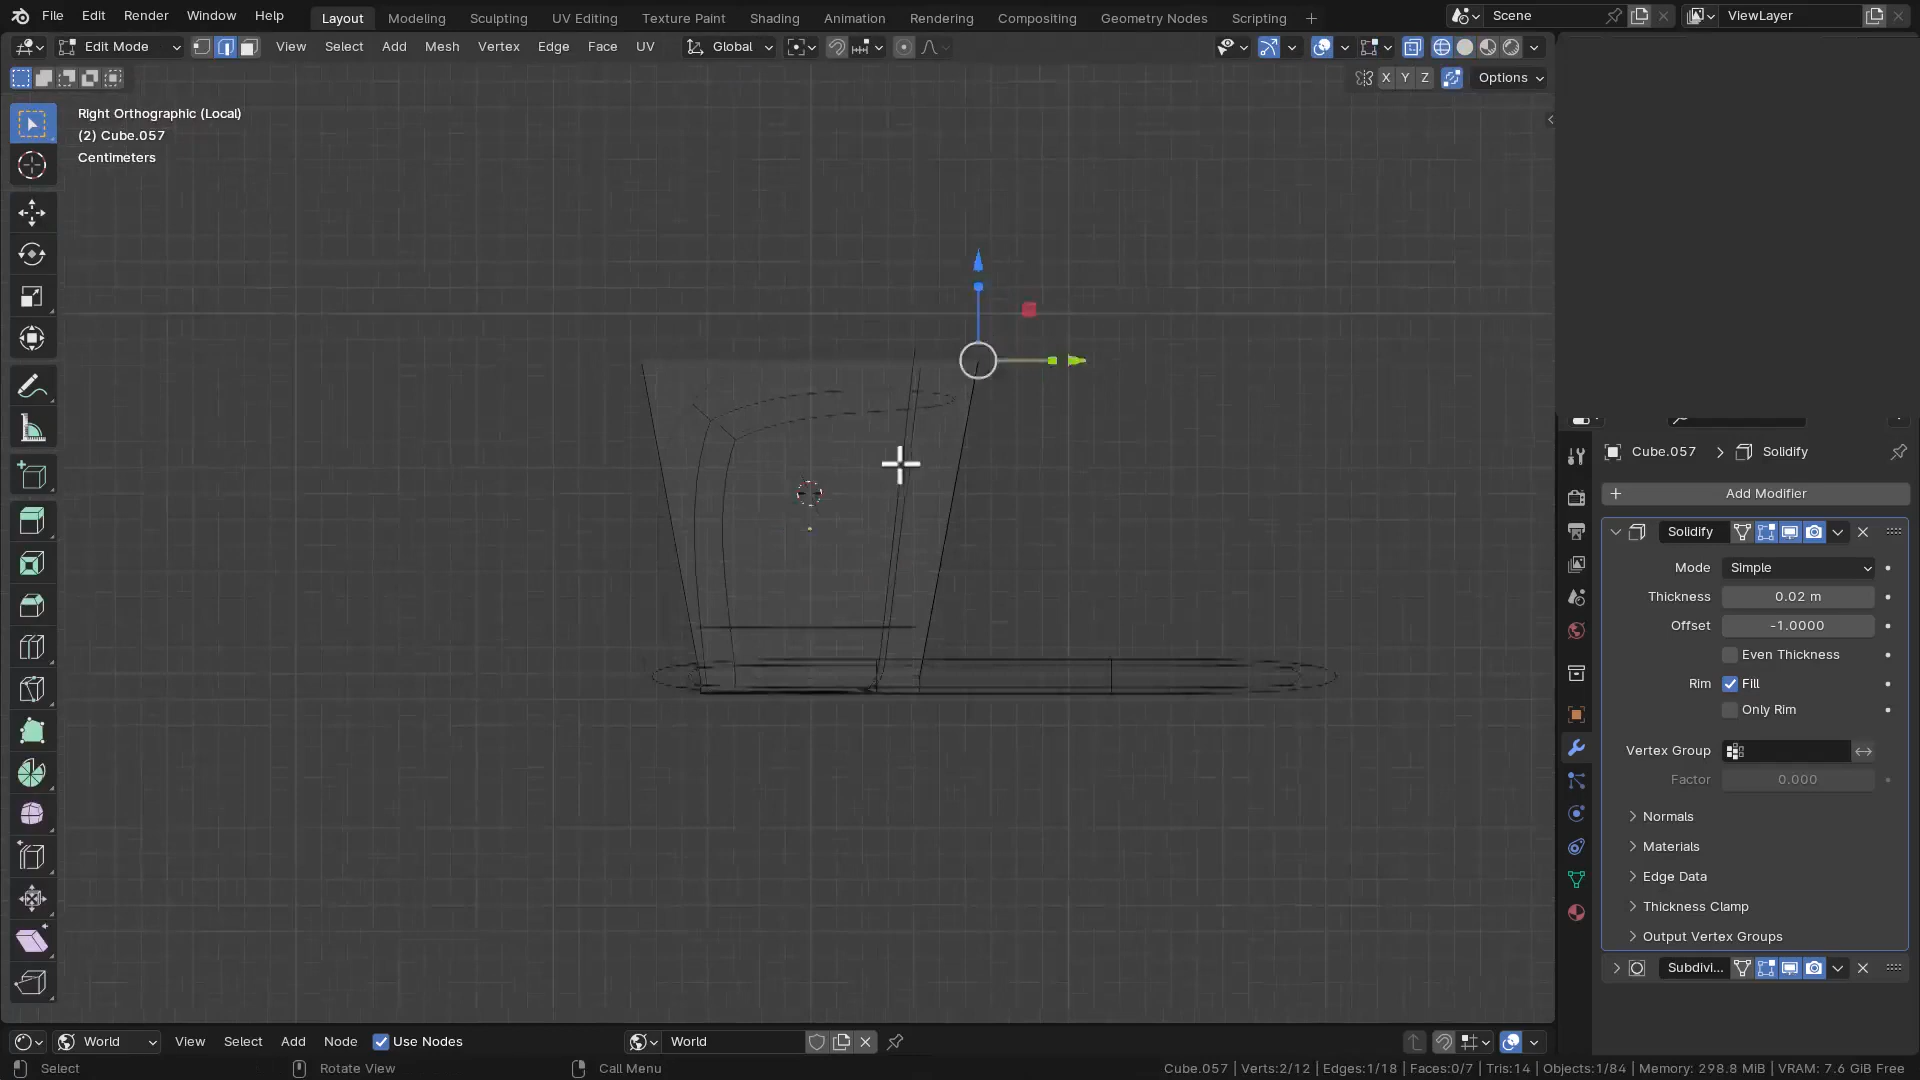 File Edit Render Window Help
Layout Modeling Sculpting UV Editing Texture Paint Shading Animation Rendering Compositing Geometry Nodes Scripting +
Scene
ViewLayer
Edit Mode View Select Add Mesh Vertex Edge Face UV Global
X Y Z Options
Right Orthographic (Local)
(2) Cube.057
Centimeters
Cube.057 > Solidify
+ Add Modifier
Solidify
Mode Simple
Thickness 0.02 m
Offset -1.0000
Even Thickness
Rim Fill
Only Rim
Vertex Group
Factor 0.000
Normals
Materials
Edge Data
Thickness Clamp
Output Vertex Groups
Subdivi...
World View Select Add Node Use Nodes World
Select Rotate View Call Menu Cube.057 | Verts:2/12 | Edges:1/18 | Faces:0/7 | Tris:14 | Objects:1/84 | Memory: 298.8 MiB | VRAM: 7.6 GiB Free